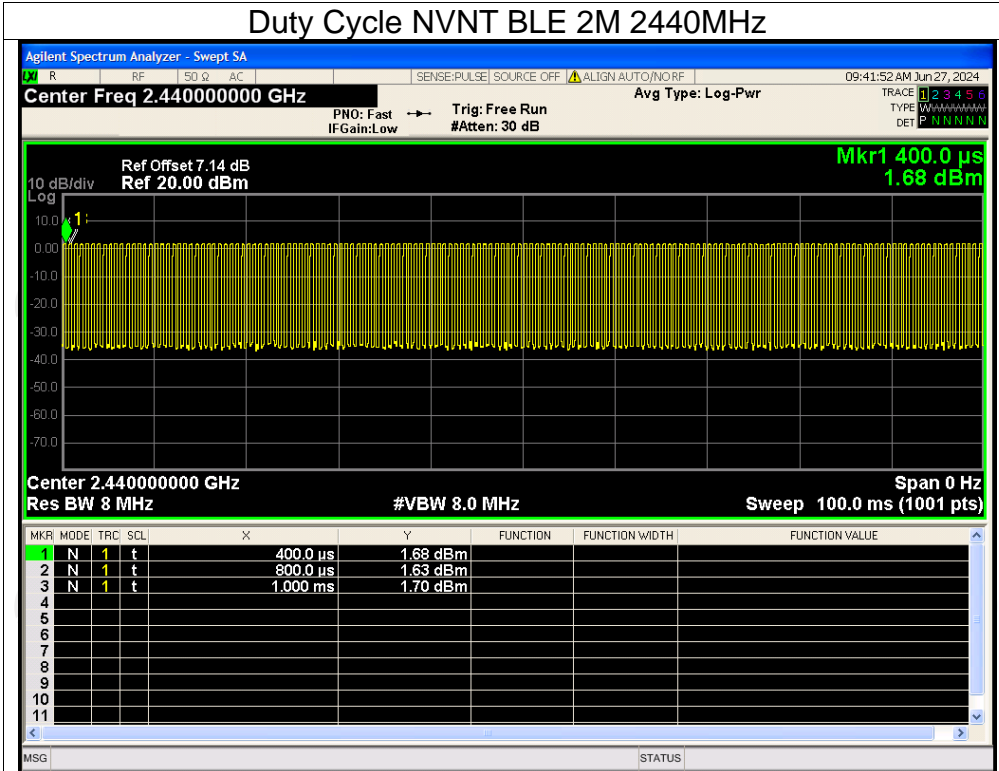 Duty Cycle NVNT BLE 2M 2440MHz
Agilent Spectrum Analyzer - Swept SA
LXI R RF 50 Ω AC SENSE:PULSE SOURCE OFF ALIGN AUTO/NO RF 09:41:52 AM Jun 27, 2024
Center Freq 2.440000000 GHz Avg Type: Log-Pwr TRACE 1 2 3 4 5 6
PNO: Fast Trig: Free Run TYPE WWWWWW
IFGain:Low #Atten: 30 dB DET P N N N N N
Mkr1 400.0 µs
Ref Offset 7.14 dB
10 dB/div Ref 20.00 dBm 1.68 dBm
Log
10.0
1
0.00
-10.0
-20.0
-30.0
-40.0
-50.0
-60.0
-70.0
Center 2.440000000 GHz Span 0 Hz
Res BW 8 MHz #VBW 8.0 MHz Sweep 100.0 ms (1001 pts)
MKR MODE TRC SCL X Y FUNCTION FUNCTION WIDTH FUNCTION VALUE
1 N 1 t 400.0 µs 1.68 dBm
2 N 1 t 800.0 µs 1.63 dBm
3 N 1 t 1.000 ms 1.70 dBm
4
5
6
7
8
9
10
11
MSG STATUS